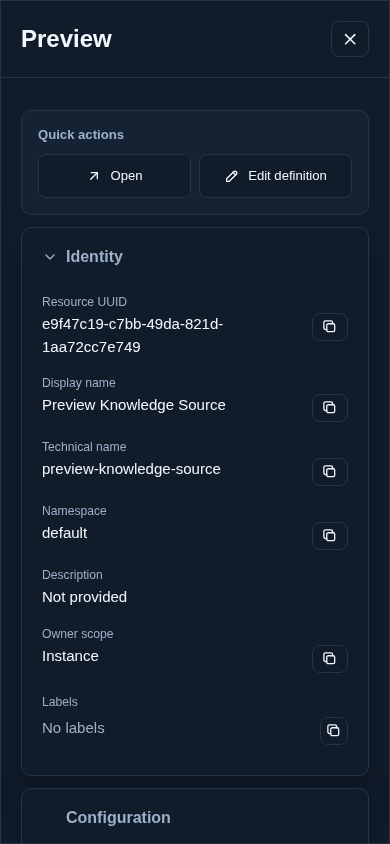 Preview
Quick actions
Open
Edit definition
Identity
Resource UUID
e9f47c19-c7bb-49da-821d-
1aa72cc7e749
Display name
Preview Knowledge Source
Technical name
preview-knowledge-source
Namespace
default
Description
Not provided
Owner scope
Instance
Labels
No labels
Configuration